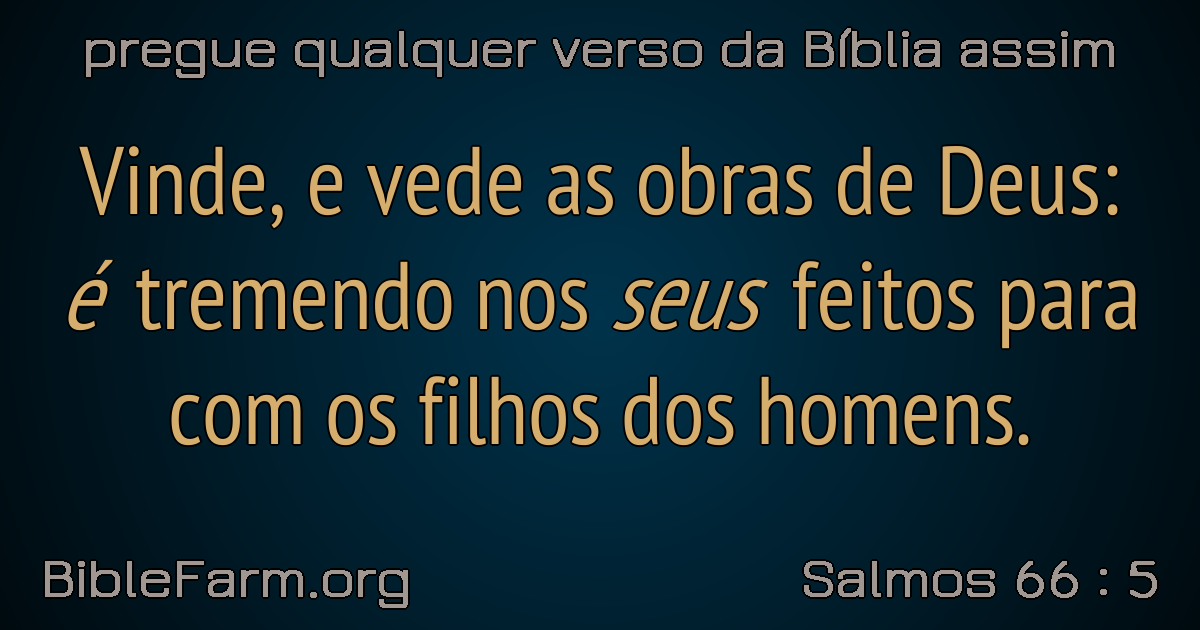 pregue qualquer verso da Bíblia assim
Vinde, e vede as obras de Deus:
é tremendo nos seus feitos para
com os filhos dos homens.
BibleFarm.org
Salmos 66 : 5